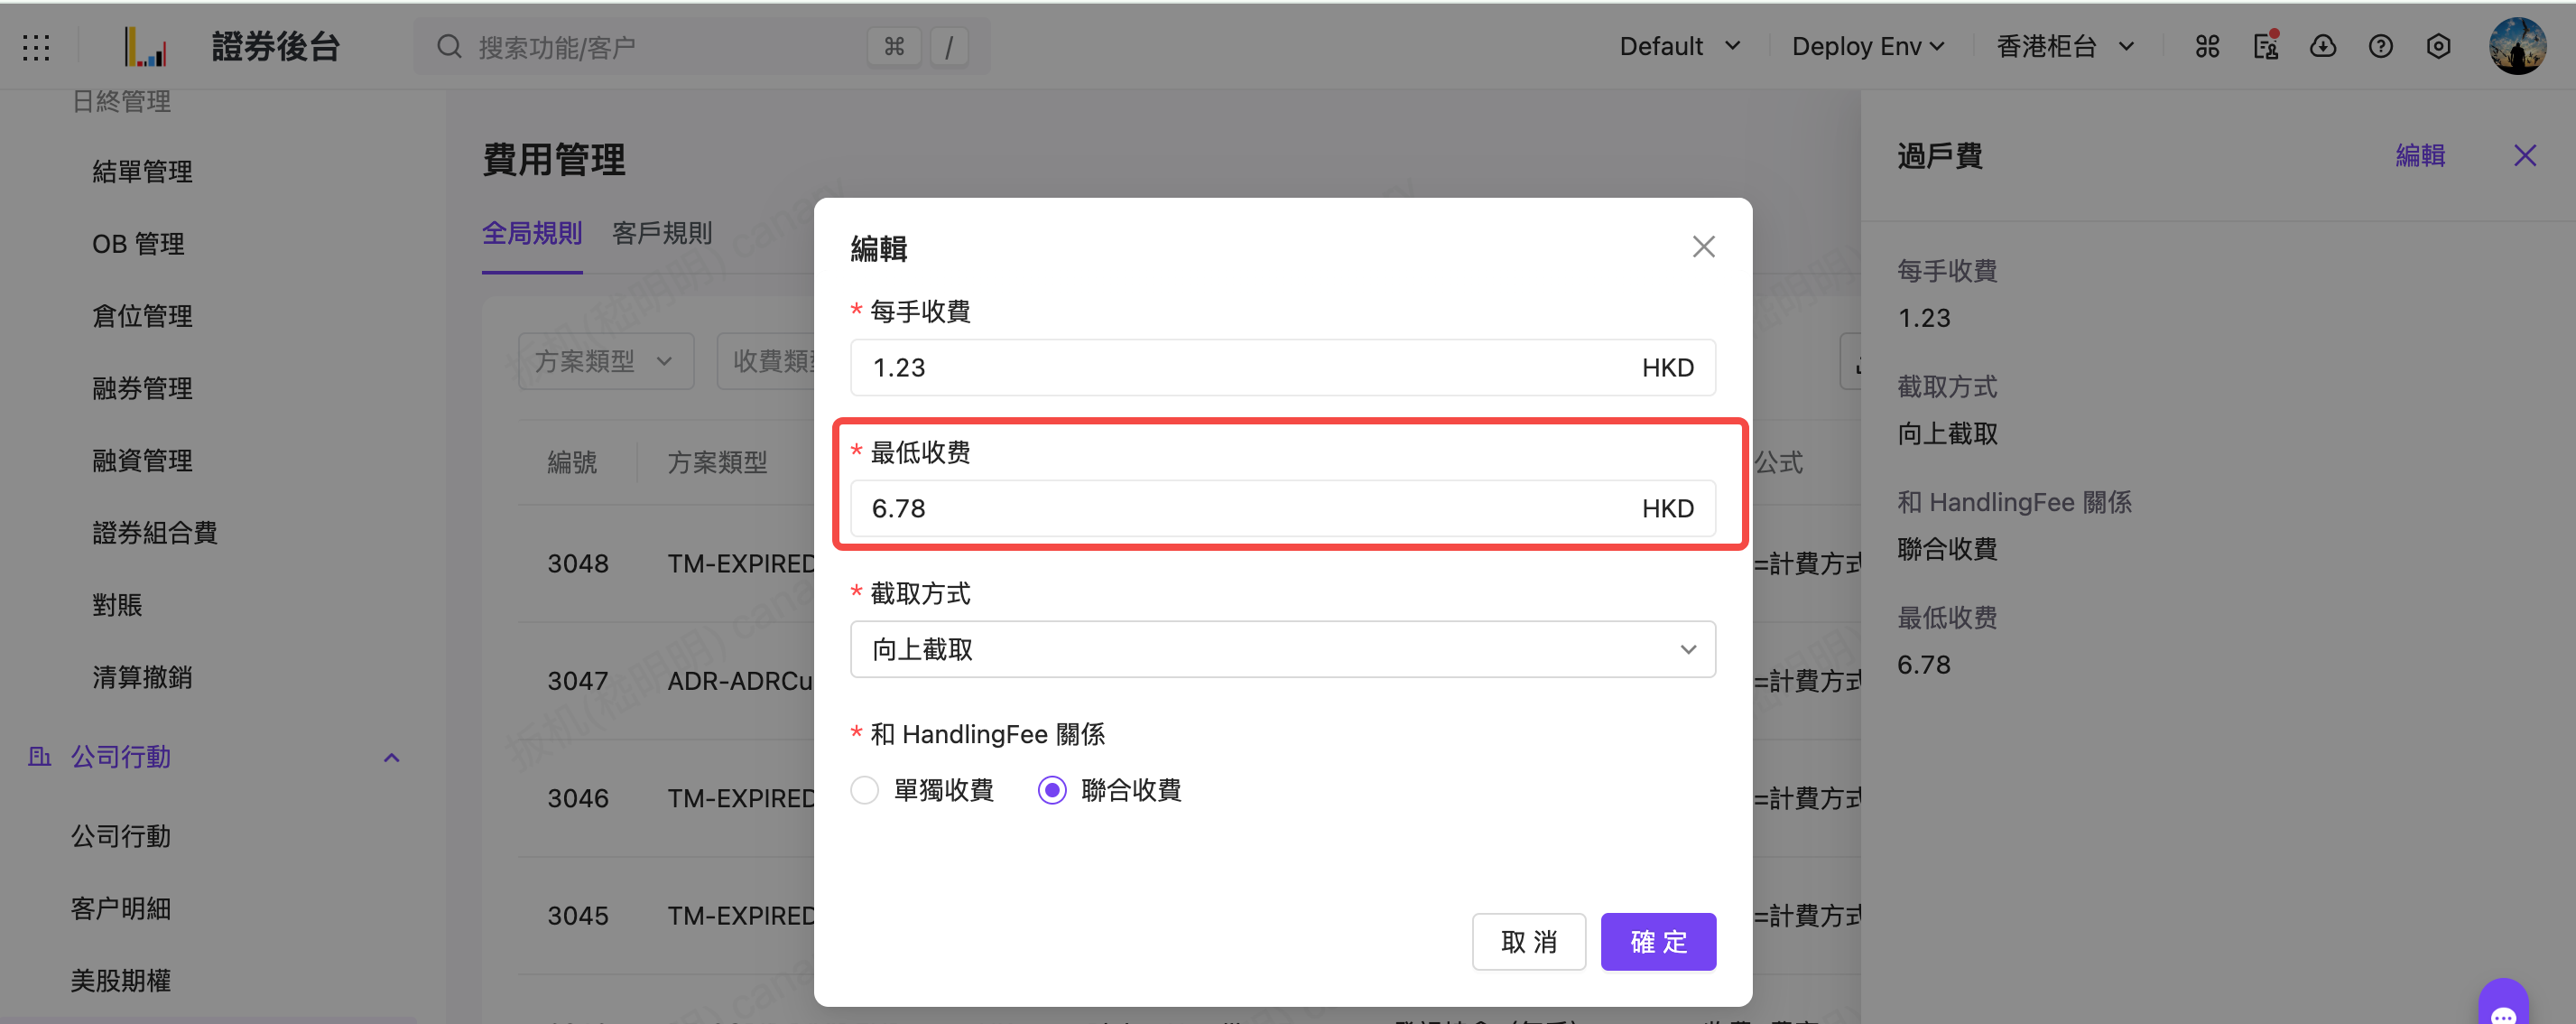 證券後台
搜索功能/客户
⌘ /
Default
Deploy Env
香港柜台
日終管理
結單管理
OB 管理
倉位管理
融券管理
融資管理
證券組合費
對賬
清算撤銷
公司行動
公司行動
客户明細
美股期權
費用管理
全局規則 客戶規則
方案類型
編號 方案類型
公式
3048 TM-EXPIRED
=計費方式
3047 ADR-ADRCu
=計費方式
3046 TM-EXPIRED
=計費方式
3045 TM-EXPIRED
=計費方式
編輯
* 每手收費
1.23 HKD
* 最低收费
6.78 HKD
* 截取方式
向上截取
* 和 HandlingFee 關係
單獨收費 聯合收費
取 消 確 定
過戶費 編輯
每手收費
1.23
截取方式
向上截取
和 HandlingFee 關係
聯合收費
最低收费
6.78